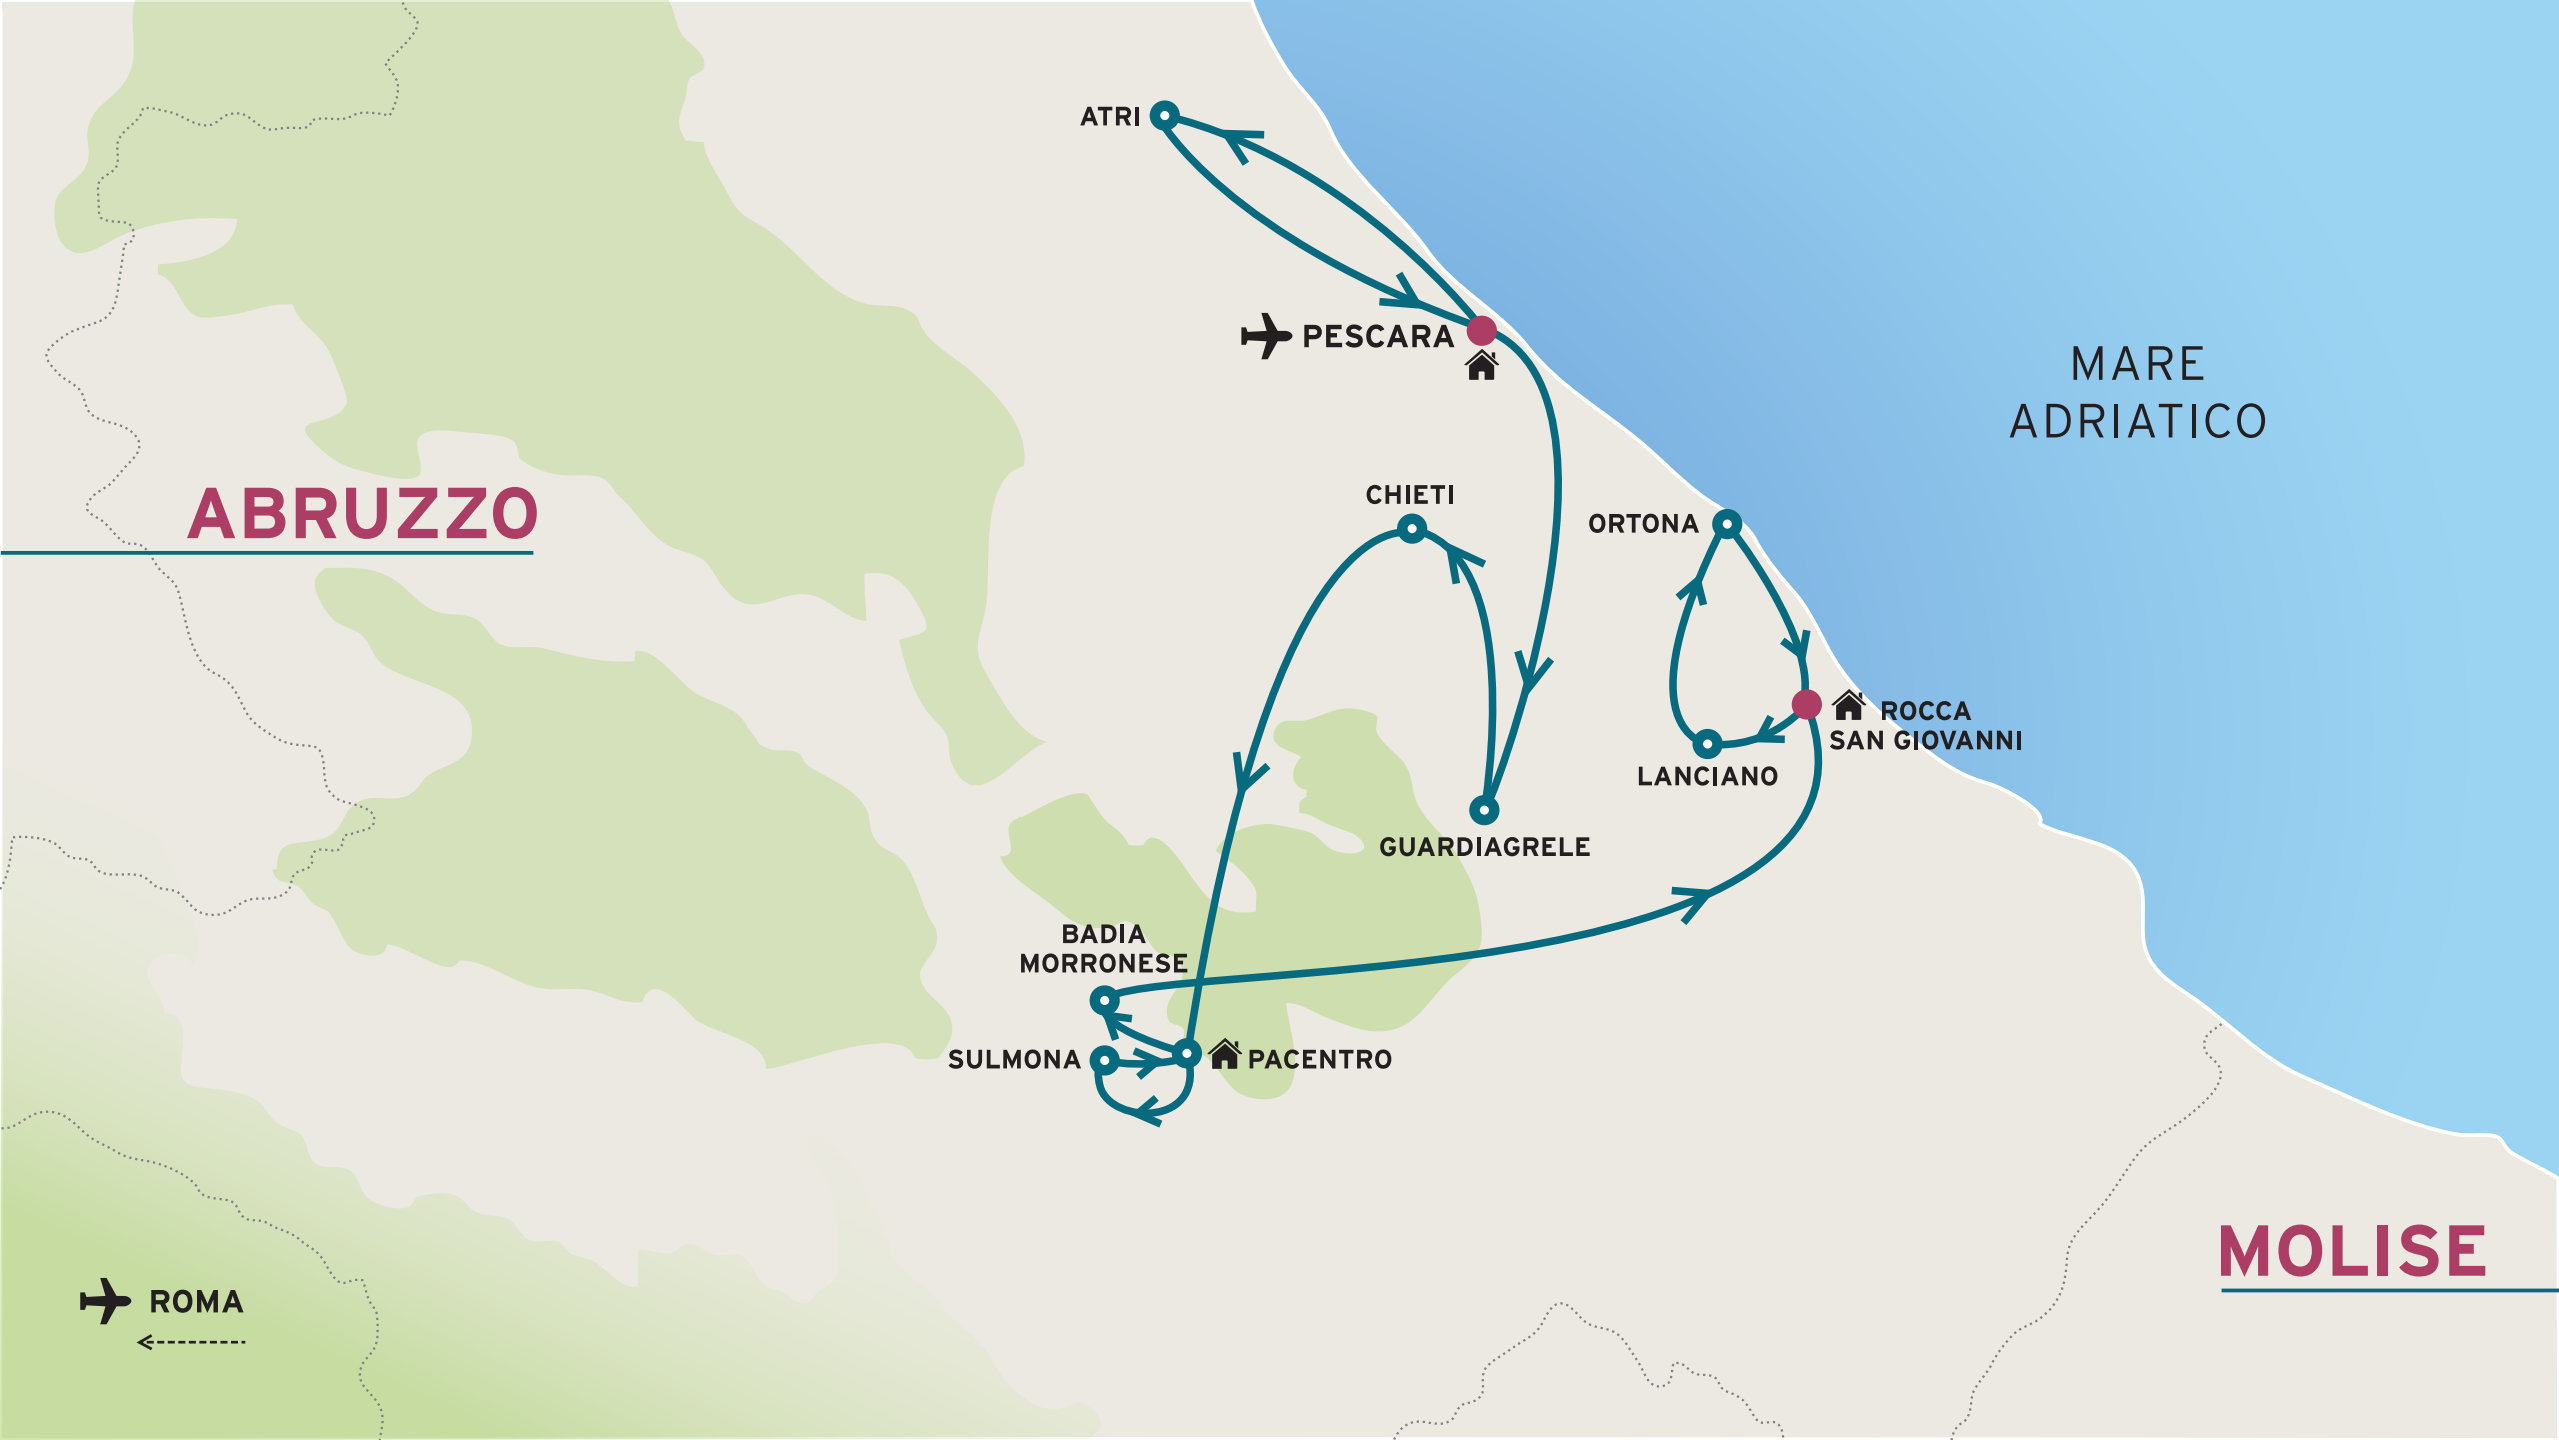 ATRI
PESCARA
MARE
ADRIATICO
CHIETI
ABRUZZO
ORTONA
ROCCA
SAN GIOVANNI
LANCIANO
GUARDIAGRELE
BADIA
MORRONESE
SULMONA
PACENTRO
MOLISE
ROMA